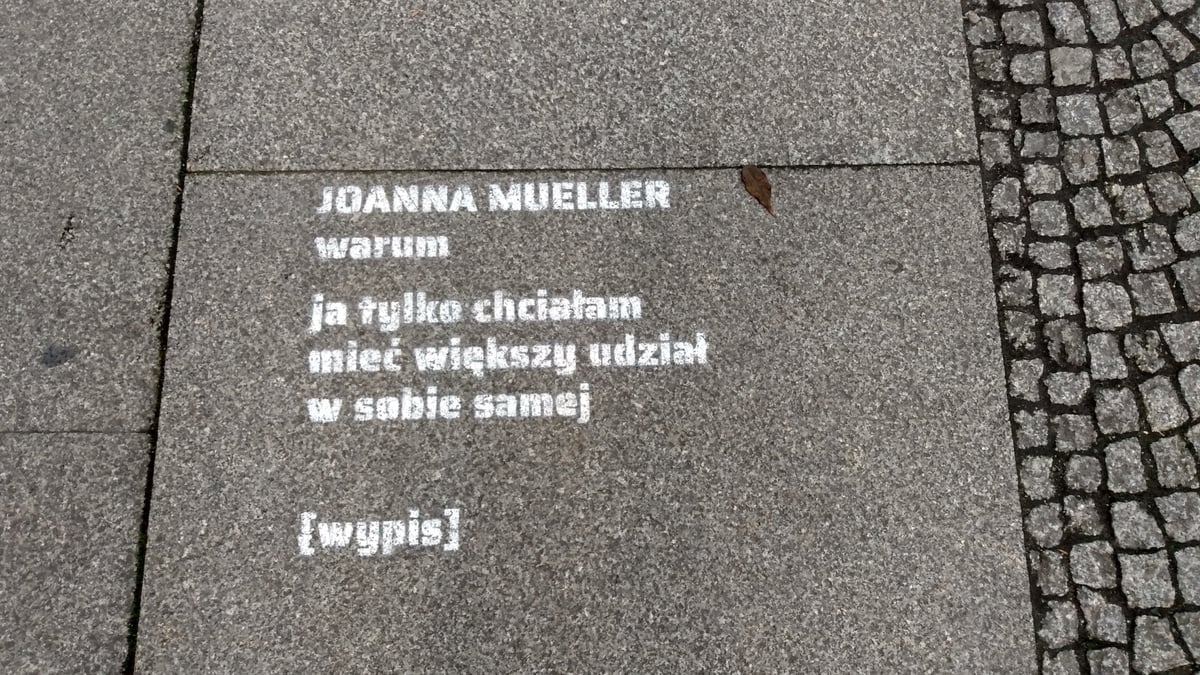 JOANNA MUELLER
warum
ja tylko chciałam
mieć większy udział
w sobie samej
[wypis]